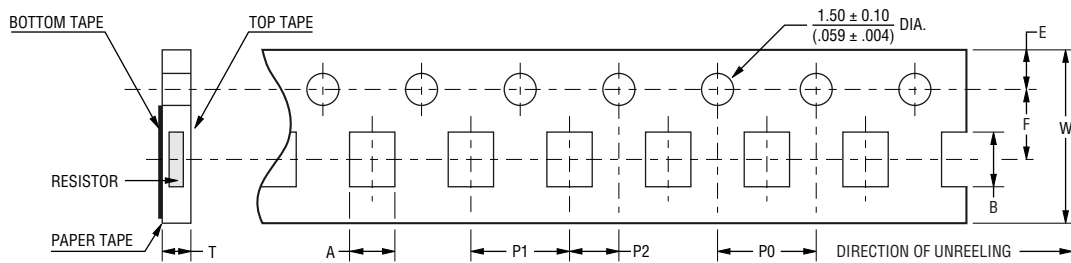 BOTTOM TAPE
TOP TAPE
1.50 ± 0.10
(.059 ± .004)
DIA.
E
F
W
RESISTOR
B
PAPER TAPE
T
A
P1
P2
P0
DIRECTION OF UNREELING